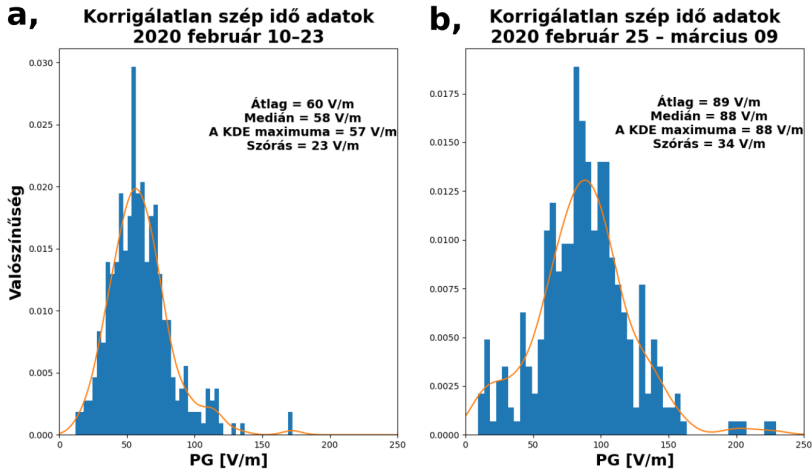 a,
Korrigálatlan szép idő adatok
2020 február 10–23
Átlag = 60 V/m
Medián = 58 V/m
A KDE maximuma = 57 V/m
Szórás = 23 V/m
Valószínűség
0.030
0.025
0.020
0.015
0.010
0.005
0.000
0
50
100
150
200
250
PG [V/m]
b,
Korrigálatlan szép idő adatok
2020 február 25 – március 09
Átlag = 89 V/m
Medián = 88 V/m
A KDE maximuma = 88 V/m
Szórás = 34 V/m
0.0175
0.0150
0.0125
0.0100
0.0075
0.0050
0.0025
0.0000
0
50
100
150
200
250
PG [V/m]